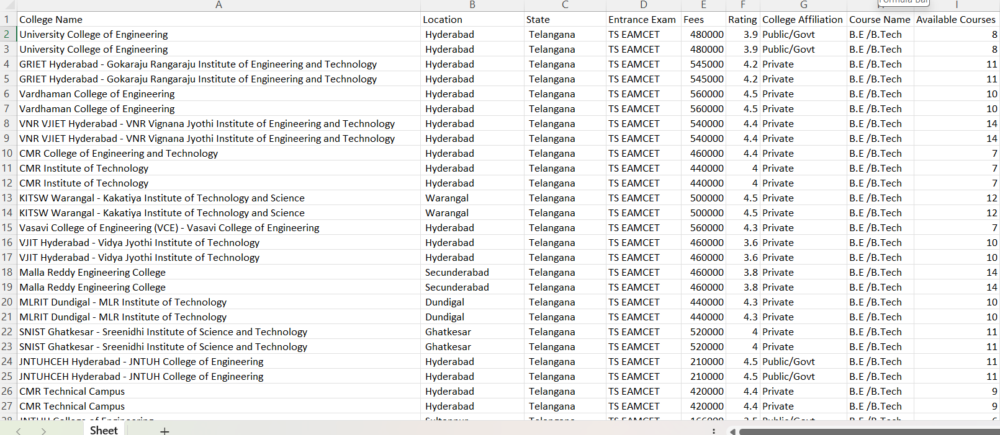 Formula Bar
A B C D E F G H I
1 College Name Location State Entrance Exam Fees Rating College Affiliation Course Name Available Courses
2 University College of Engineering Hyderabad Telangana TS EAMCET 480000 3.9 Public/Govt B.E /B.Tech 8
3 University College of Engineering Hyderabad Telangana TS EAMCET 480000 3.9 Public/Govt B.E /B.Tech 8
4 GRIET Hyderabad - Gokaraju Rangaraju Institute of Engineering and Technology Hyderabad Telangana TS EAMCET 545000 4.2 Private B.E /B.Tech 11
5 GRIET Hyderabad - Gokaraju Rangaraju Institute of Engineering and Technology Hyderabad Telangana TS EAMCET 545000 4.2 Private B.E /B.Tech 11
6 Vardhaman College of Engineering Hyderabad Telangana TS EAMCET 560000 4.5 Private B.E /B.Tech 10
7 Vardhaman College of Engineering Hyderabad Telangana TS EAMCET 560000 4.5 Private B.E /B.Tech 10
8 VNR VJIET Hyderabad - VNR Vignana Jyothi Institute of Engineering and Technology Hyderabad Telangana TS EAMCET 540000 4.4 Private B.E /B.Tech 14
9 VNR VJIET Hyderabad - VNR Vignana Jyothi Institute of Engineering and Technology Hyderabad Telangana TS EAMCET 540000 4.4 Private B.E /B.Tech 14
10 CMR College of Engineering and Technology Hyderabad Telangana TS EAMCET 460000 4.4 Private B.E /B.Tech 7
11 CMR Institute of Technology Hyderabad Telangana TS EAMCET 440000 4 Private B.E /B.Tech 7
12 CMR Institute of Technology Hyderabad Telangana TS EAMCET 440000 4 Private B.E /B.Tech 7
13 KITSW Warangal - Kakatiya Institute of Technology and Science Warangal Telangana TS EAMCET 500000 4.5 Private B.E /B.Tech 12
14 KITSW Warangal - Kakatiya Institute of Technology and Science Warangal Telangana TS EAMCET 500000 4.5 Private B.E /B.Tech 12
15 Vasavi College of Engineering (VCE) - Vasavi College of Engineering Hyderabad Telangana TS EAMCET 560000 4.3 Private B.E /B.Tech 7
16 VJIT Hyderabad - Vidya Jyothi Institute of Technology Hyderabad Telangana TS EAMCET 460000 3.6 Private B.E /B.Tech 10
17 VJIT Hyderabad - Vidya Jyothi Institute of Technology Hyderabad Telangana TS EAMCET 460000 3.6 Private B.E /B.Tech 10
18 Malla Reddy Engineering College Secunderabad Telangana TS EAMCET 460000 3.8 Private B.E /B.Tech 14
19 Malla Reddy Engineering College Secunderabad Telangana TS EAMCET 460000 3.8 Private B.E /B.Tech 14
20 MLRIT Dundigal - MLR Institute of Technology Dundigal Telangana TS EAMCET 440000 4.3 Private B.E /B.Tech 10
21 MLRIT Dundigal - MLR Institute of Technology Dundigal Telangana TS EAMCET 440000 4.3 Private B.E /B.Tech 10
22 SNIST Ghatkesar - Sreenidhi Institute of Science and Technology Ghatkesar Telangana TS EAMCET 520000 4 Private B.E /B.Tech 11
23 SNIST Ghatkesar - Sreenidhi Institute of Science and Technology Ghatkesar Telangana TS EAMCET 520000 4 Private B.E /B.Tech 11
24 JNTUHCEH Hyderabad - JNTUH College of Engineering Hyderabad Telangana TS EAMCET 210000 4.5 Public/Govt B.E /B.Tech 11
25 JNTUHCEH Hyderabad - JNTUH College of Engineering Hyderabad Telangana TS EAMCET 210000 4.5 Public/Govt B.E /B.Tech 11
26 CMR Technical Campus Hyderabad Telangana TS EAMCET 420000 4.4 Private B.E /B.Tech 9
27 CMR Technical Campus Hyderabad Telangana TS EAMCET 420000 4.4 Private B.E /B.Tech 9
28 JNTUH College of Engineering Telangana TS EAMCET Public/Govt B.E /B.Tech
Sheet